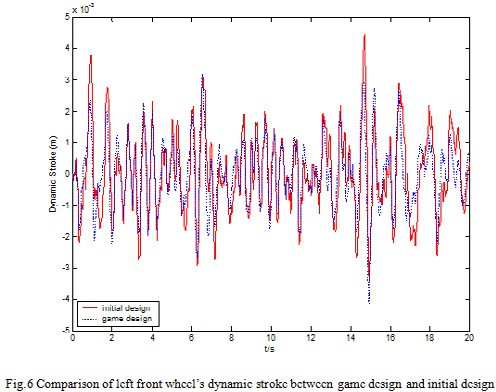 5 x 10^-2
4
3
2
1
0
-1
-2
-3
-4
-5
Dynamic Stroke (m)
initial design
game design
0 2 4 6 8 10 12 14 16 18 20
t/s
Fig.6 Comparison of left front wheel's dynamic stroke between game design and initial design